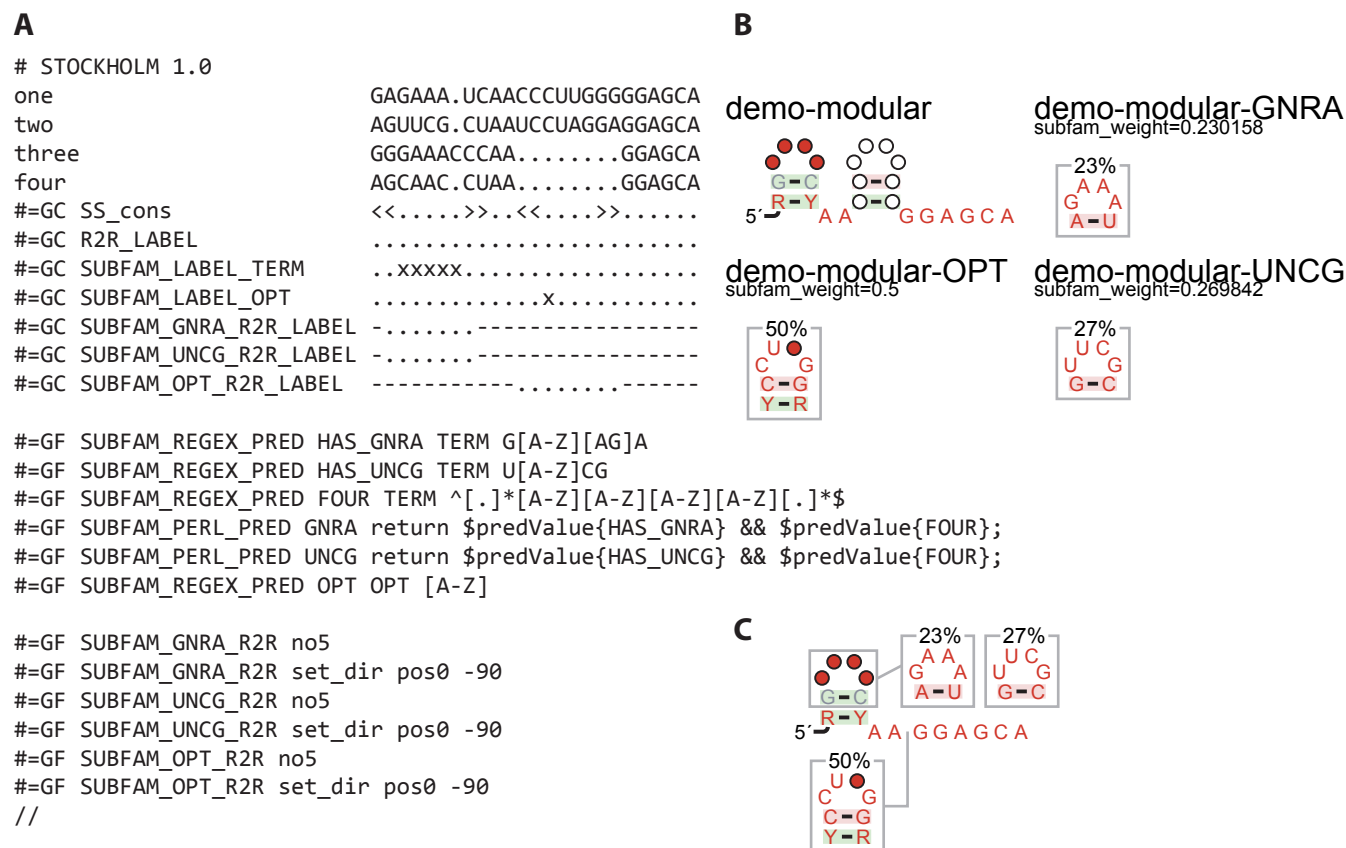 A
# STOCKHOLM 1.0
one GAGAAA.UCAACCCUUGGGGGAGCA
two AGUUCG.CUAAUCCUAGGAGGAGCA
three GGGAAACCCAA........GGAGCA
four AGCAAC.CUAA........GGAGCA
#=GC SS_cons <<.....>>..<<....>>......
#=GC R2R_LABEL .........................
#=GC SUBFAM_LABEL_TERM ..xxxxx..................
#=GC SUBFAM_LABEL_OPT .............x...........
#=GC SUBFAM_GNRA_R2R_LABEL -.......-----------------
#=GC SUBFAM_UNCG_R2R_LABEL -.......-----------------
#=GC SUBFAM_OPT_R2R_LABEL -----------........------
#=GF SUBFAM_REGEX_PRED HAS_GNRA TERM G[A-Z][AG]A
#=GF SUBFAM_REGEX_PRED HAS_UNCG TERM U[A-Z]CG
#=GF SUBFAM_REGEX_PRED FOUR TERM ^[.]*[A-Z][A-Z][A-Z][A-Z][.]*$
#=GF SUBFAM_PERL_PRED GNRA return $predValue{HAS_GNRA} && $predValue{FOUR};
#=GF SUBFAM_PERL_PRED UNCG return $predValue{HAS_UNCG} && $predValue{FOUR};
#=GF SUBFAM_REGEX_PRED OPT OPT [A-Z]
#=GF SUBFAM_GNRA_R2R no5
#=GF SUBFAM_GNRA_R2R set_dir pos0 -90
#=GF SUBFAM_UNCG_R2R no5
#=GF SUBFAM_UNCG_R2R set_dir pos0 -90
#=GF SUBFAM_OPT_R2R no5
#=GF SUBFAM_OPT_R2R set_dir pos0 -90
//
B
demo-modular
G C
R Y
5´ A A G G A G C A
demo-modular-GNRA
subfam_weight=0.230158
23%
A A
G A
A U
demo-modular-OPT
subfam_weight=0.5
50%
U
C G
C G
Y R
demo-modular-UNCG
subfam_weight=0.269842
27%
U C
U G
G C
C
23%
A A
G A
A U
27%
U C
U G
G C
G C
R Y
5´ A A G G A G C A
50%
U
C G
C G
Y R